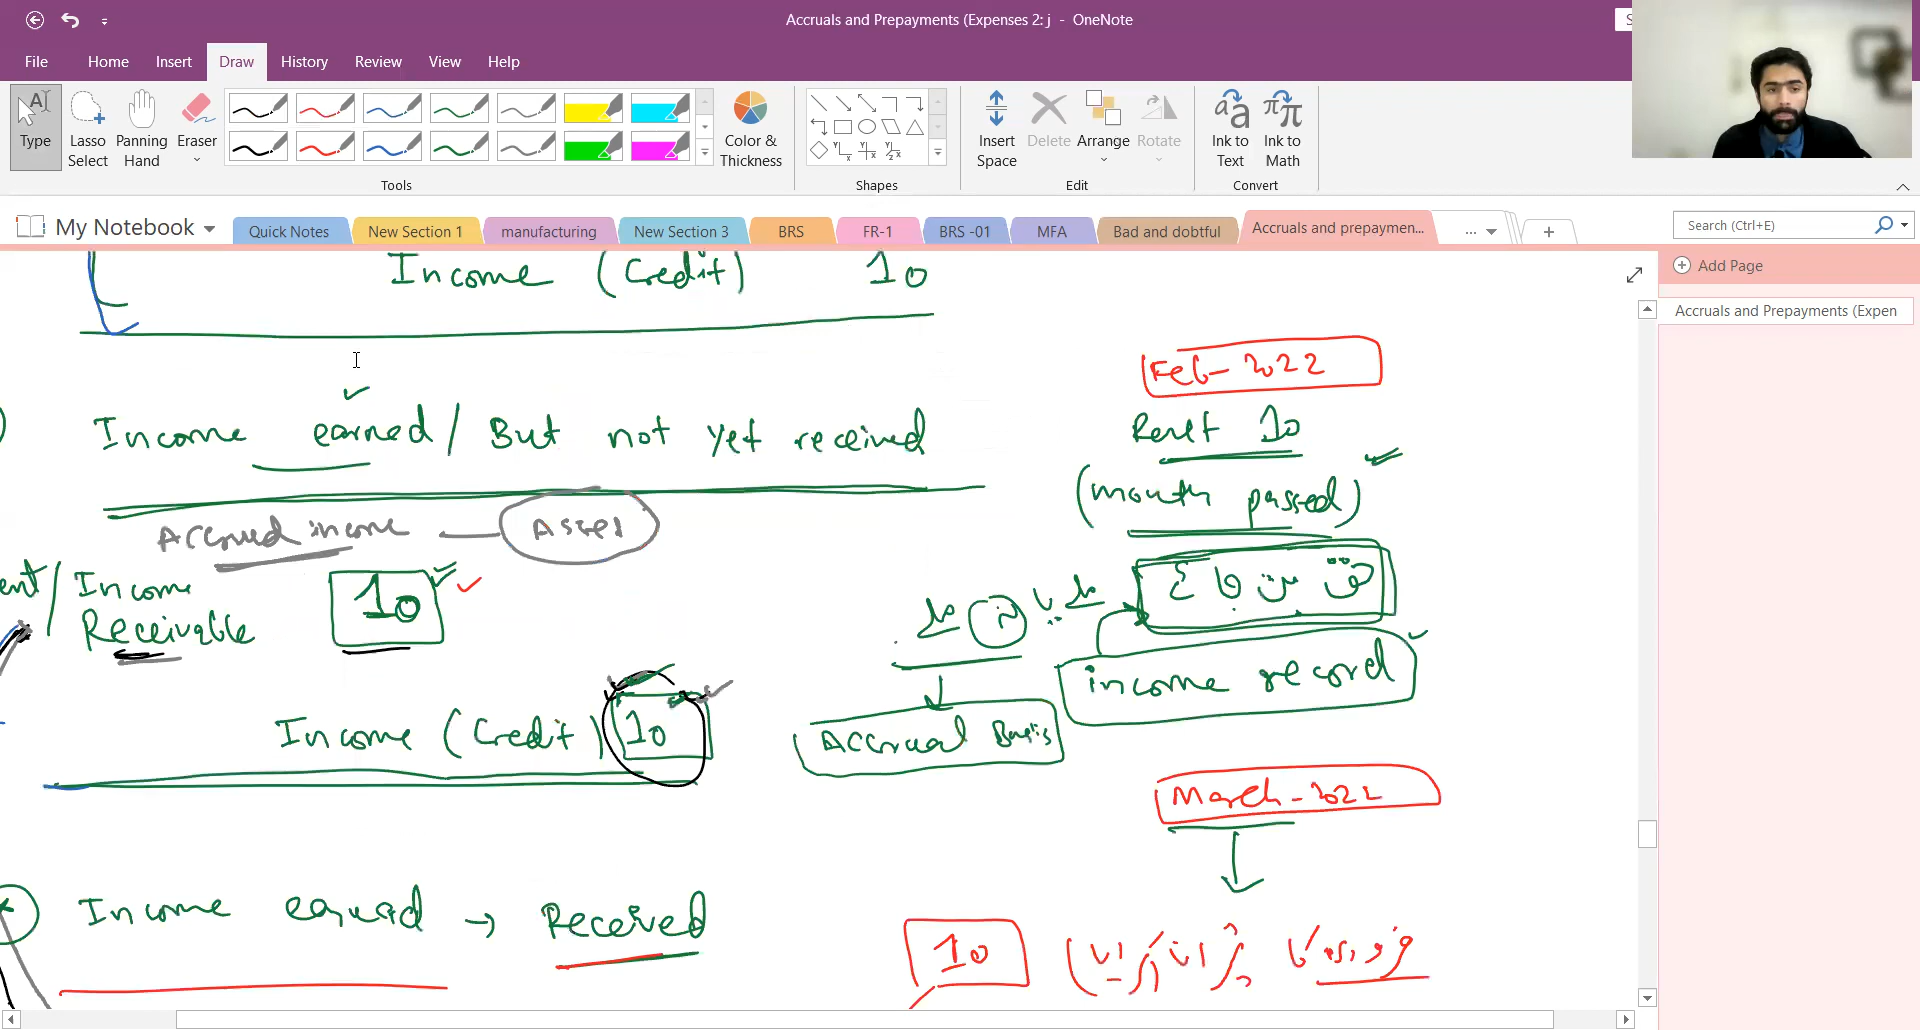 Accruals and Prepayments (Expenses 2: j - OneNote
File Home Insert Draw History Review View Help
Type
Lasso Select
Panning Hand
Eraser
Color & Thickness
Insert Space
Delete
Arrange
Rotate
Ink to Text
Ink to Math
Tools Shapes Edit Convert
My Notebook
Quick Notes
New Section 1
manufacturing
New Section 3
BRS
FR-1
BRS -01
MFA
Bad and doubtful
Accruals and prepaymen...
...
Search (Ctrl+E)
Add Page
Accruals and Prepayments (Expen
Income (Credit) 10
Feb-2022
Income earned / But not yet received
Rent 10
(month passed)
Accrued income — Asset
ent / Income Receivable 10
income record
Income (Credit) 10
Accrual Basis
March-2022
Income earned → Received
10